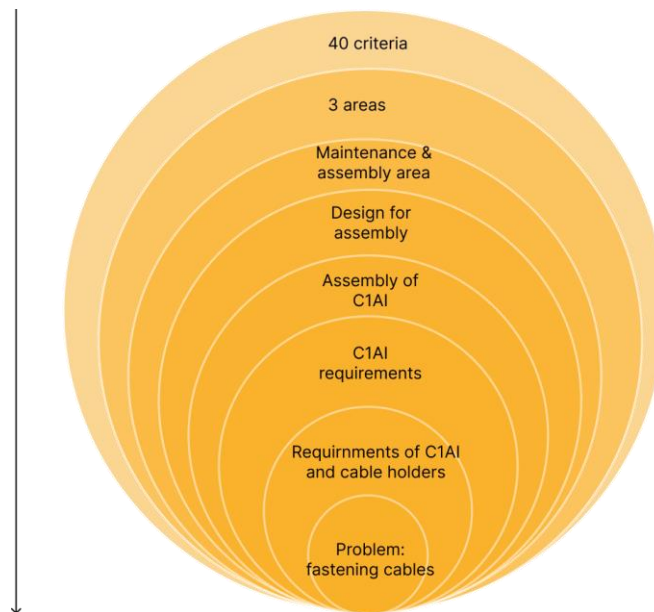 40 criteria
3 areas
Maintenance &
assembly area
Design for
assembly
Assembly of
C1AI
C1AI
requirements
Requirnments of C1AI
and cable holders
Problem:
fastening cables